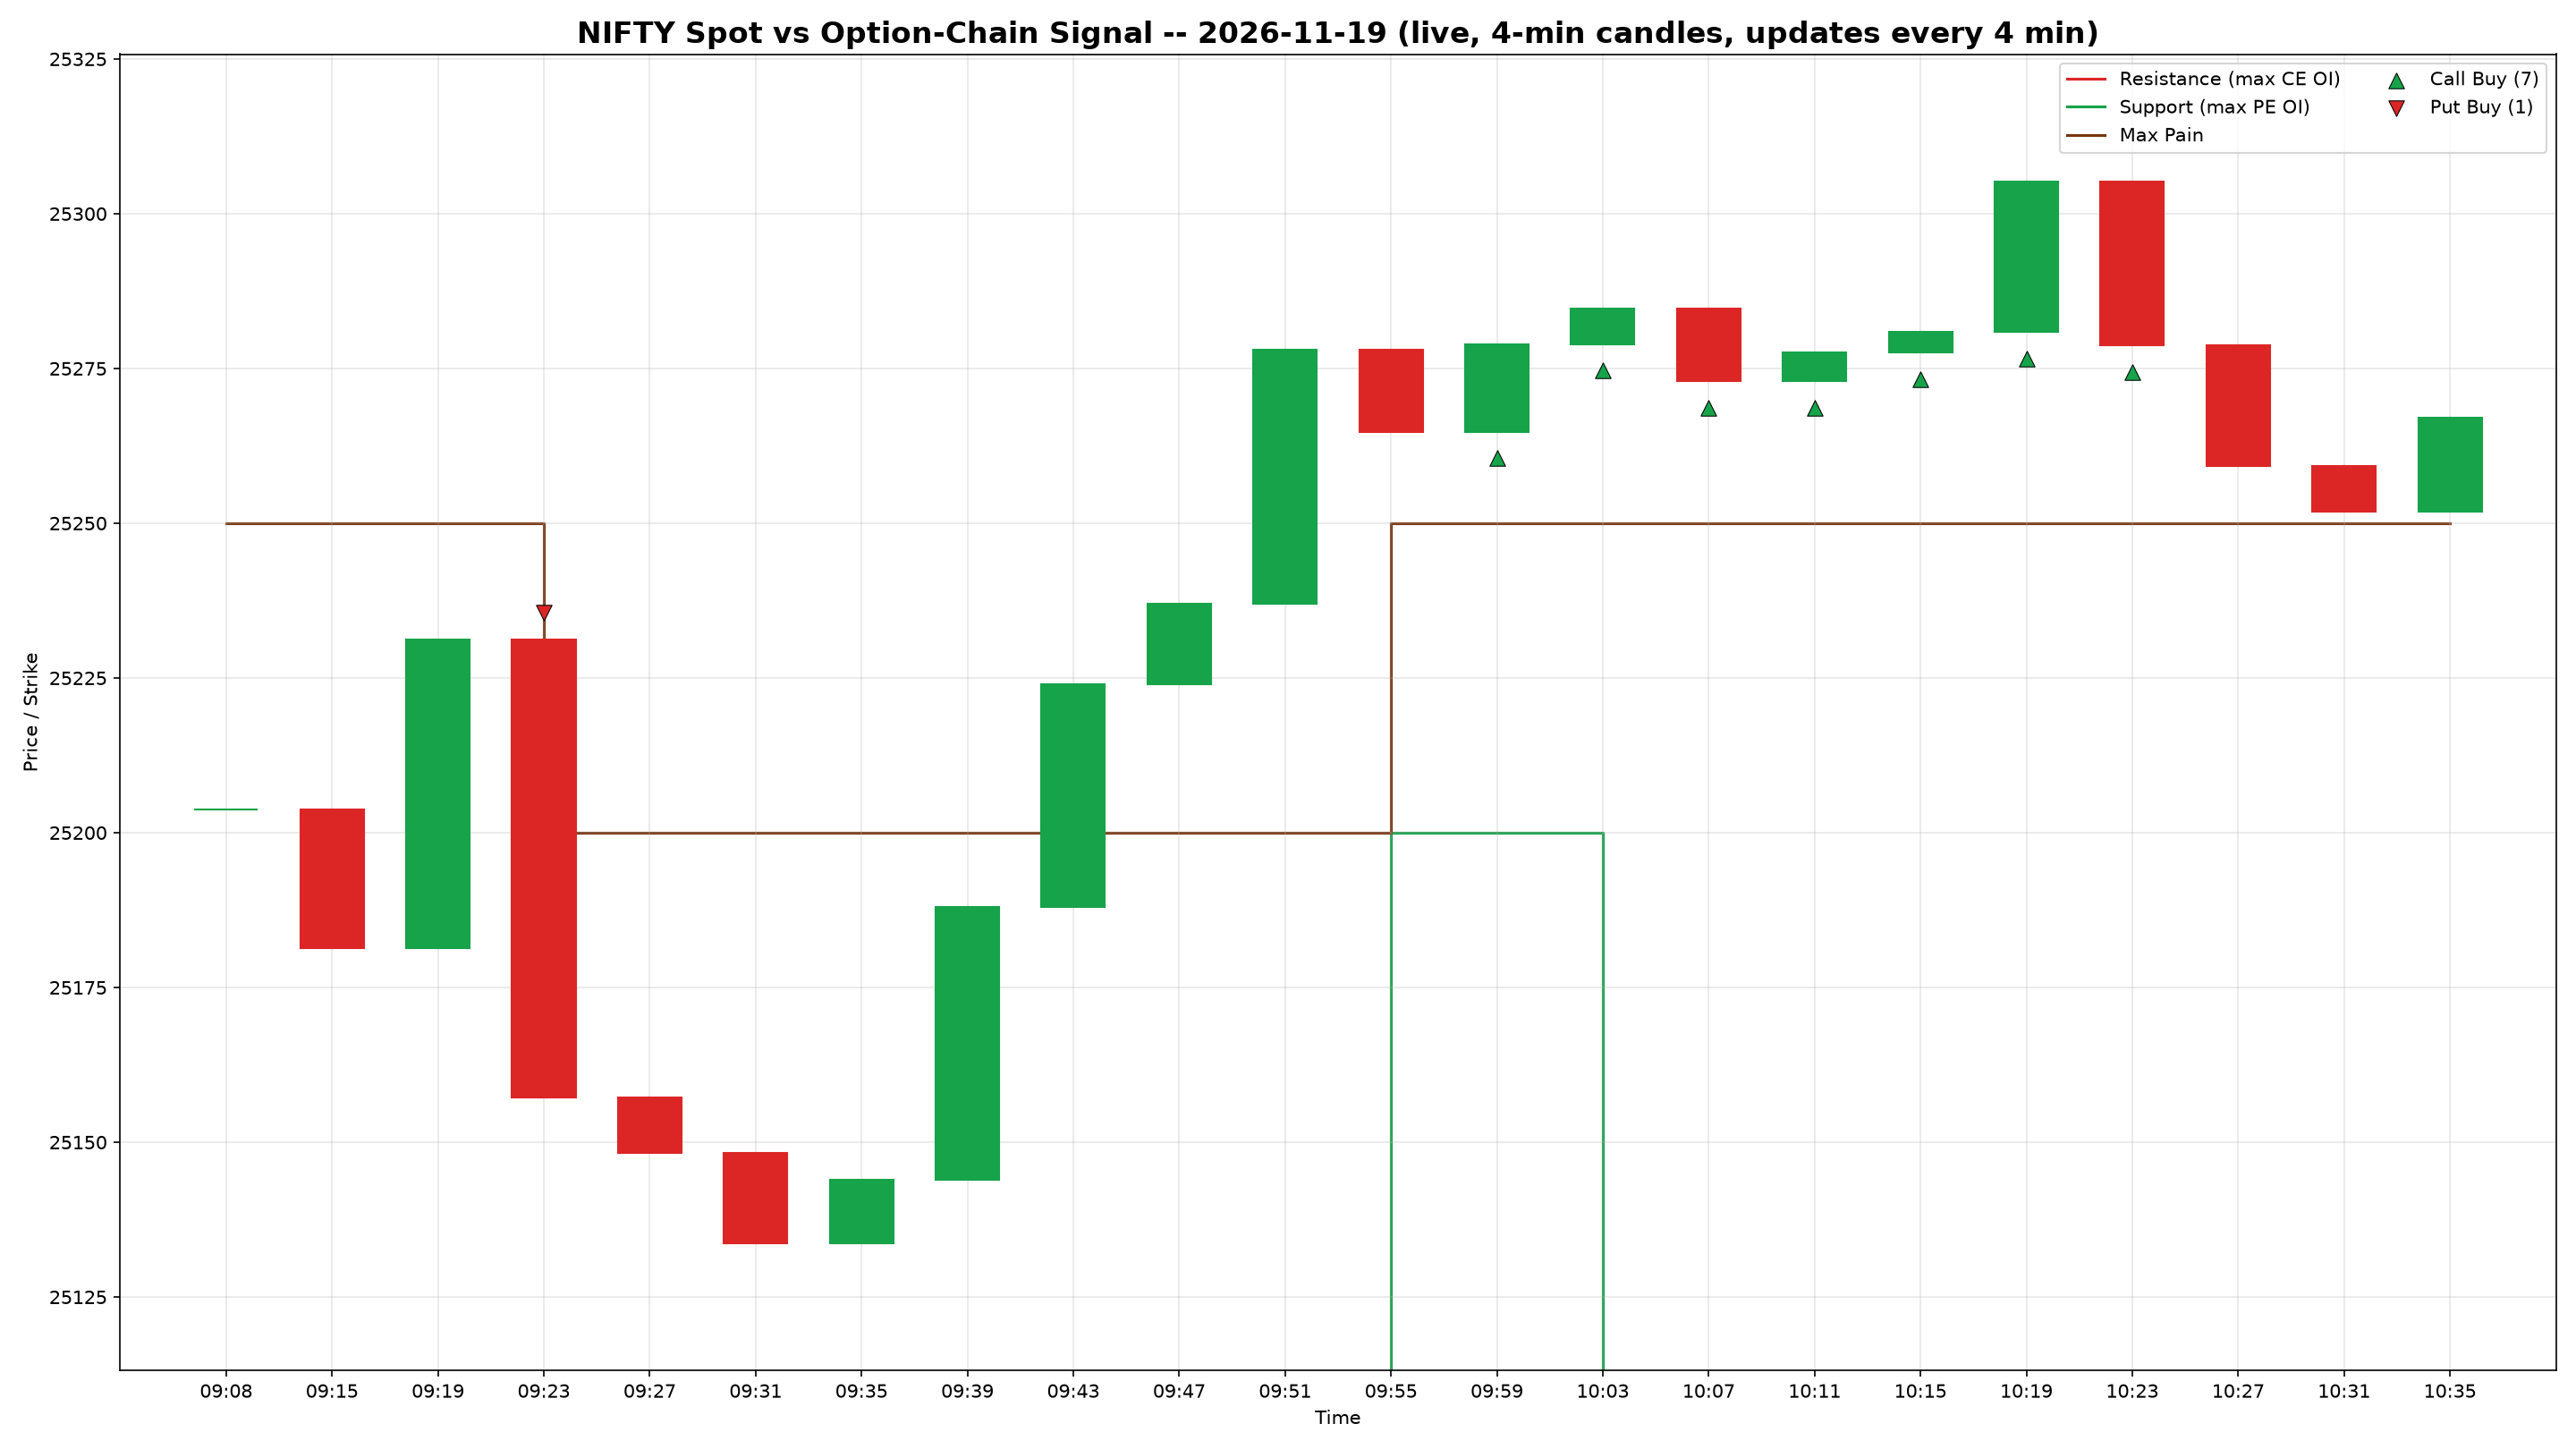 NIFTY Spot vs Option-Chain Signal -- 2026-11-19 (live, 4-min candles, updates every 4 min)
Resistance (max CE OI)
Support (max PE OI)
Max Pain
Call Buy (7)
Put Buy (1)
Price / Strike
25325
25300
25275
25250
25225
25200
25175
25150
25125
09:08 09:15 09:19 09:23 09:27 09:31 09:35 09:39 09:43 09:47 09:51 09:55 09:59 10:03 10:07 10:11 10:15 10:19 10:23 10:27 10:31 10:35
Time